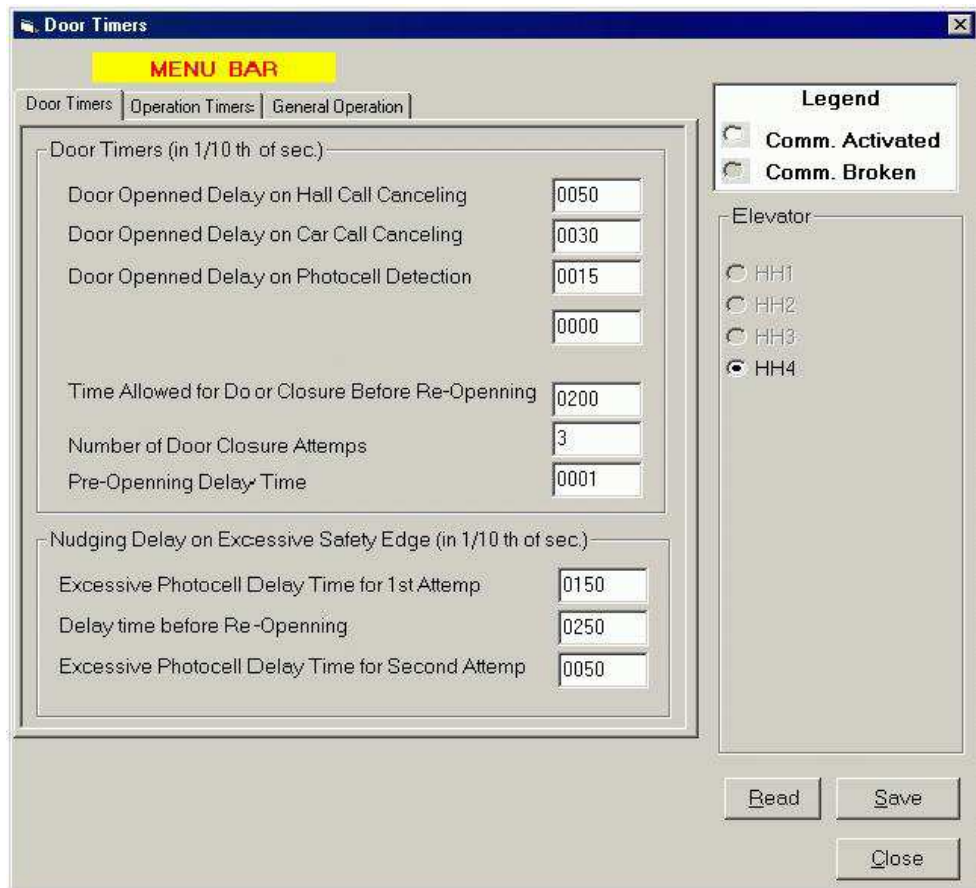 Door Timers
MENU BAR
Door Timers
Operation Timers
General Operation
Door Timers (in 1/10 th of sec.)
Door Openned Delay on Hall Call Canceling 0050
Door Openned Delay on Car Call Canceling 0030
Door Openned Delay on Photocell Detection 0015
0000
Time Allowed for Door Closure Before Re-Openning 0200
Number of Door Closure Attemps 3
Pre-Openning Delay Time 0001
Nudging Delay on Excessive Safety Edge (in 1/10 th of sec.)
Excessive Photocell Delay Time for 1st Attemp 0150
Delay time before Re-Openning 0250
Excessive Photocell Delay Time for Second Attemp 0050
Legend
Comm. Activated
Comm. Broken
Elevator
HH1
HH2
HH3
HH4
Read
Save
Close